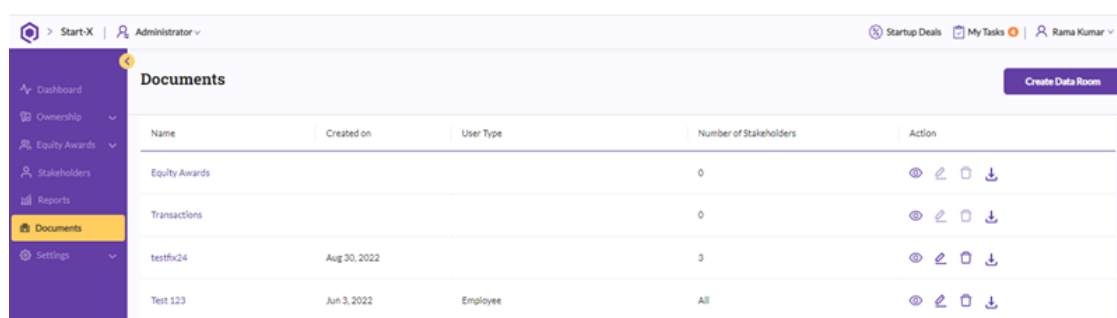 > Start-X | Administrator
Startup Deals My Tasks 4 | Rama Kumar
Dashboard
Ownership
Equity Awards
Stakeholders
Reports
Documents
Settings
Documents
Create Data Room
Name Created on User Type Number of Stakeholders Action
Equity Awards 0
Transactions 0
testfix24 Aug 30, 2022 3
Test 123 Jun 3, 2022 Employee All